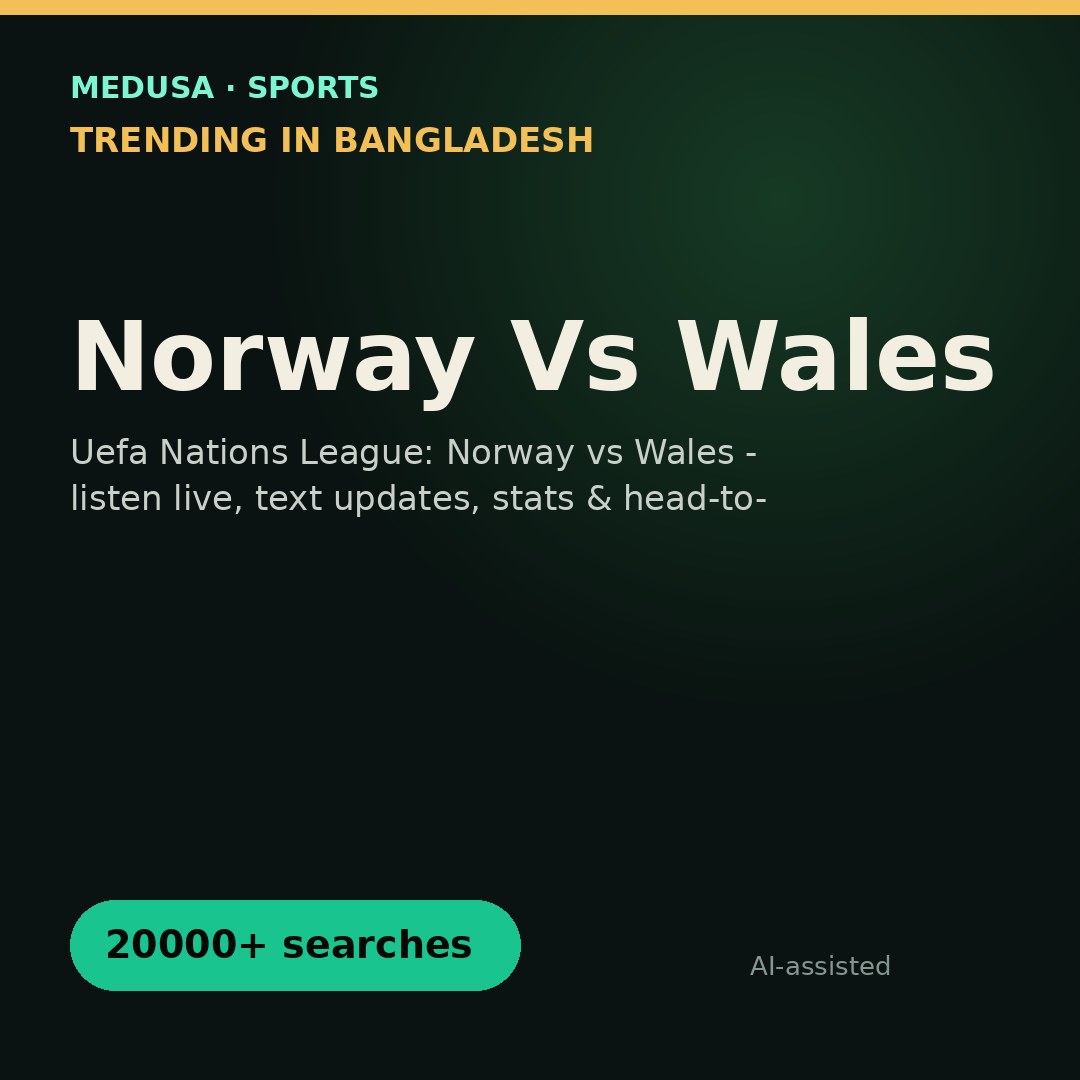 MEDUSA · SPORTS
TRENDING IN BANGLADESH
Norway Vs Wales
Uefa Nations League: Norway vs Wales -
listen live, text updates, stats & head-to-
20000+ searches
AI-assisted